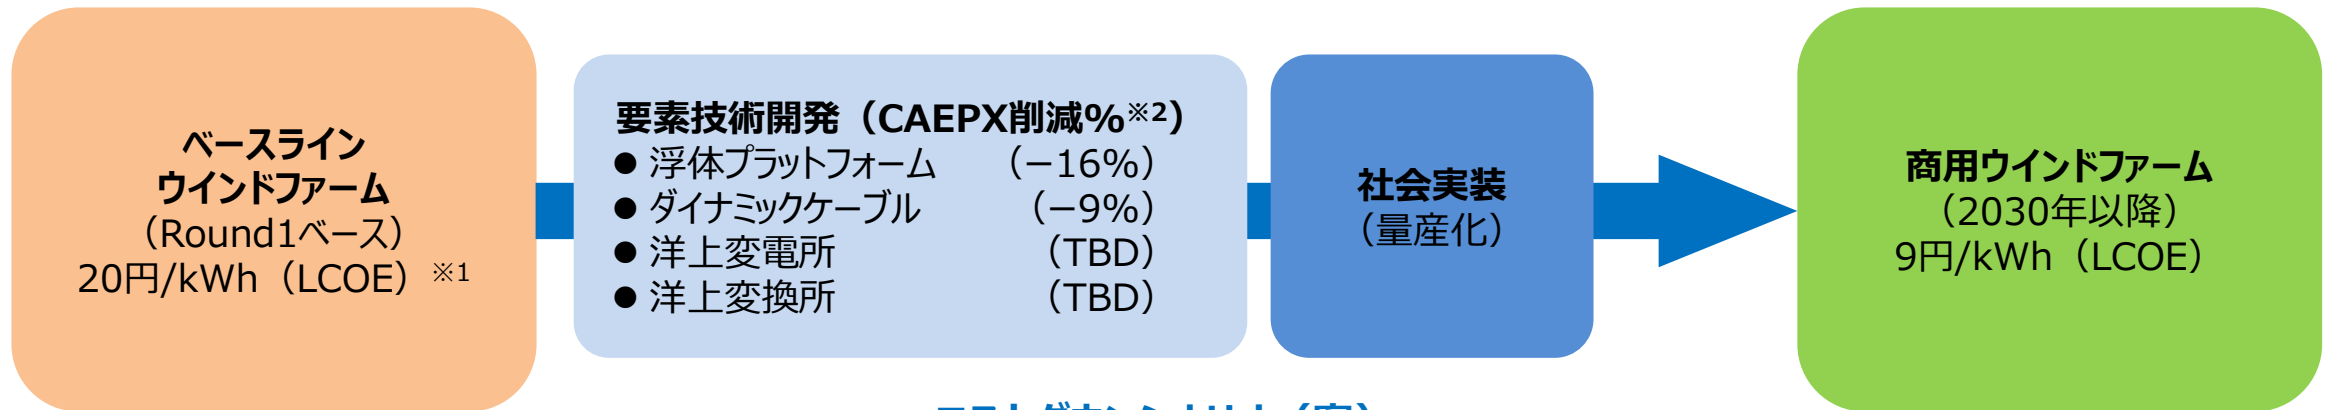 ベースライン
ウインドファーム
（Round1ベース）
20円/kWh（LCOE）※1
要素技術開発（CAEPX削減%※2）
● 浮体プラットフォーム （−16%）
● ダイナミックケーブル （−9%）
● 洋上変電所 （TBD）
● 洋上変換所 （TBD）
社会実装
（量産化）
商用ウインドファーム
（2030年以降）
9円/kWh（LCOE）